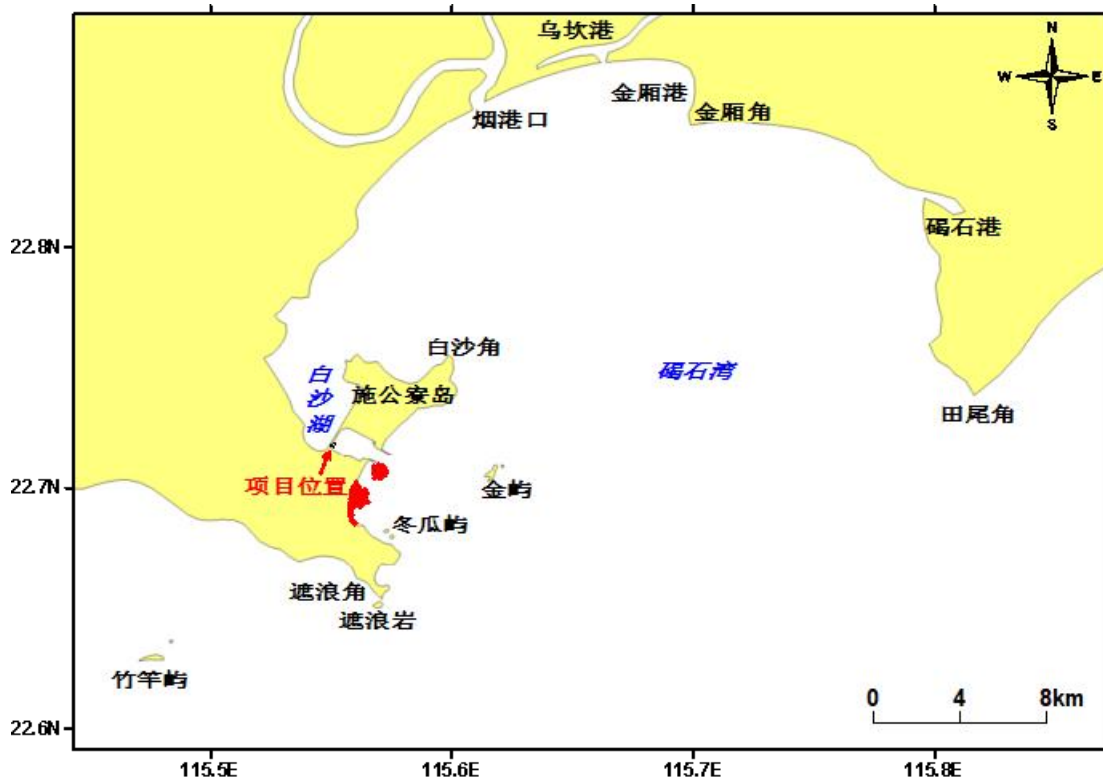 乌坎港
N
W
E
S
金厢港
金厢角
烟港口
碣石港
22.8N
白沙角
白沙湖
施公寮岛
碣石湾
田尾角
项目位置
22.7N
金屿
冬瓜屿
遮浪角
遮浪岩
竹竿屿
0 4 8km
22.6N
115.5E 115.6E 115.7E 115.8E